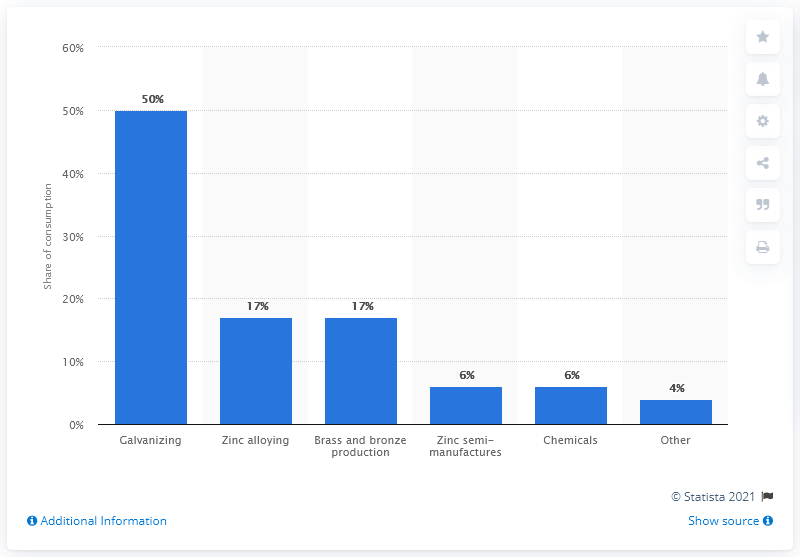 60%
50%
40%
30%
20%
10%
0%
Share of consumption
50%
17%
17%
6%
6%
4%
Galvanizing
Zinc alloying
Brass and bronze
production
Zinc semi-
manufactures
Chemicals
Other
© Statista 2021
Additional Information
Show source